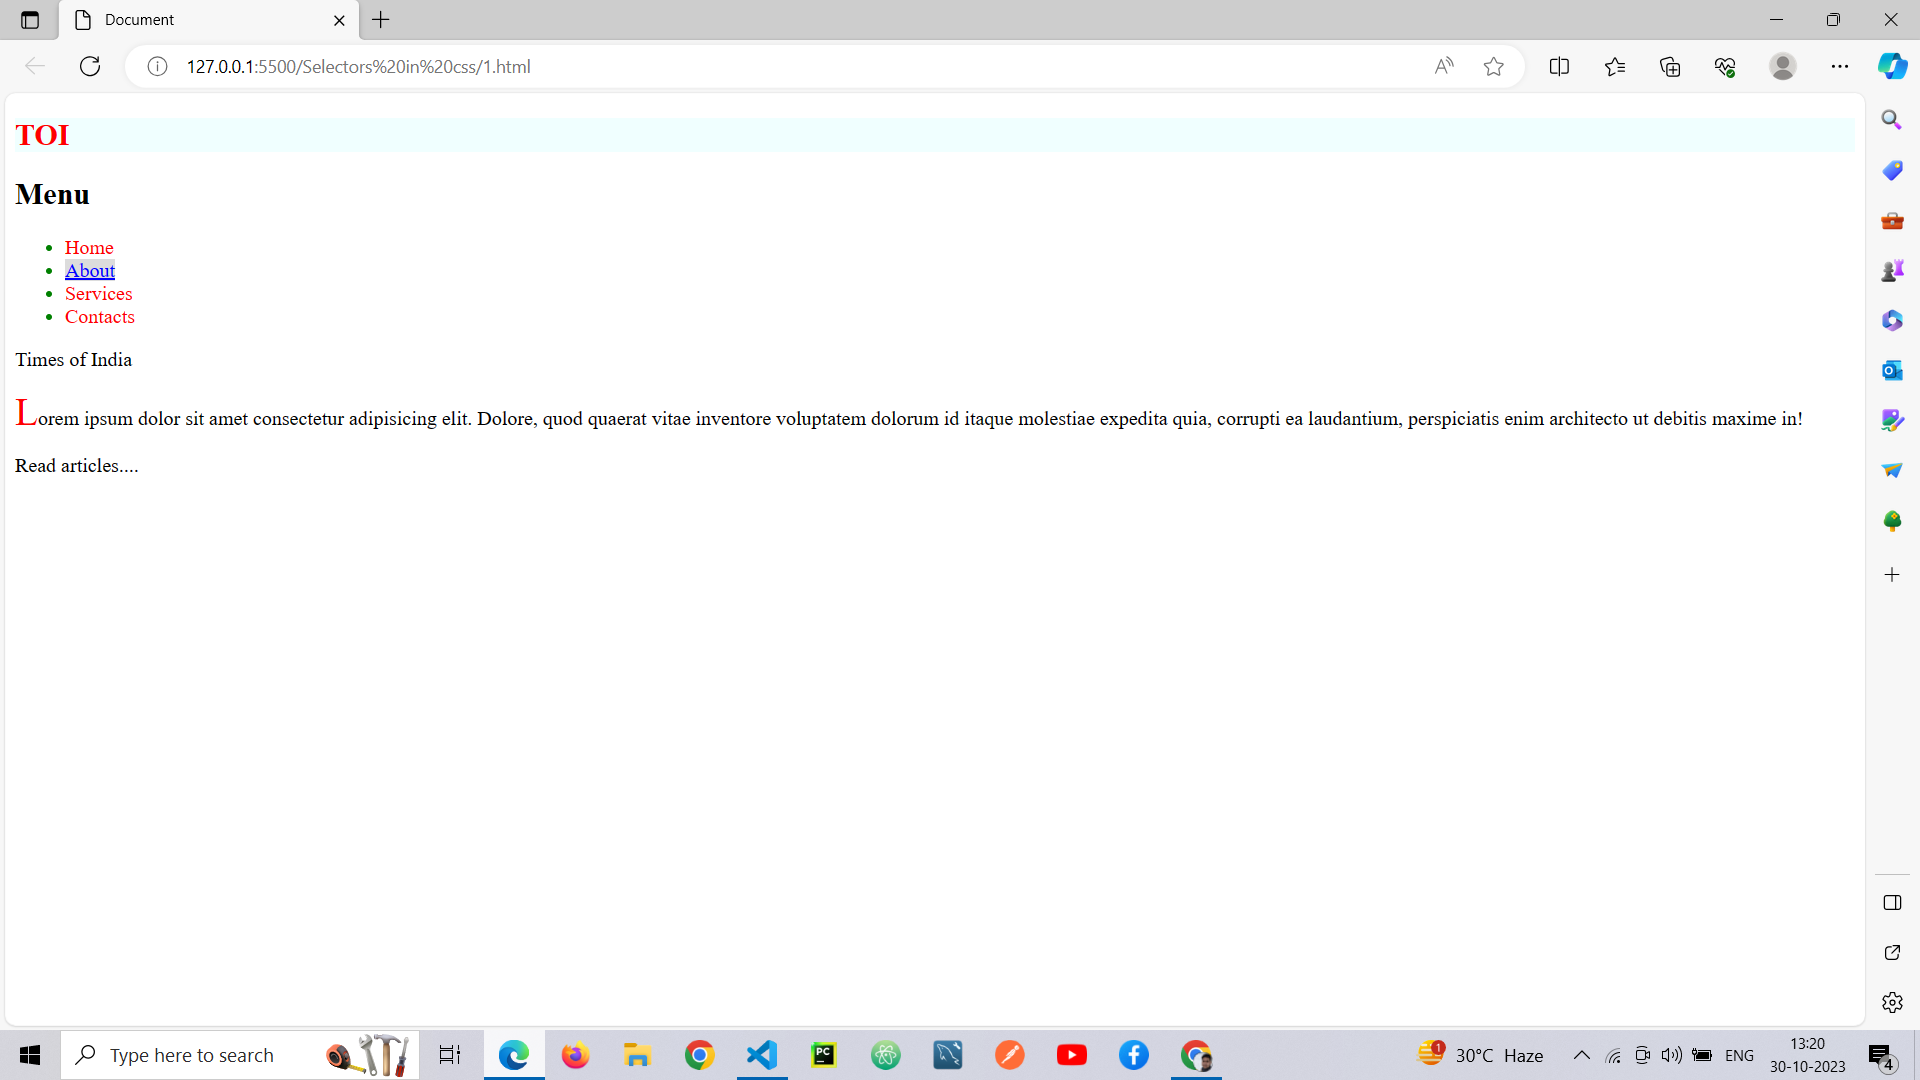 Document
127.0.0.1:5500/Selectors%20in%20css/1.html
TOI
Menu
Home
About
Services
Contacts
Times of India
Lorem ipsum dolor sit amet consectetur adipisicing elit. Dolore, quod quaerat vitae inventore voluptatem dolorum id itaque molestiae expedita quia, corrupti ea laudantium, perspiciatis enim architecto ut debitis maxime in!
Read articles....
Type here to search
PC
1
30°C Haze
ENG
13:20
30-10-2023
4